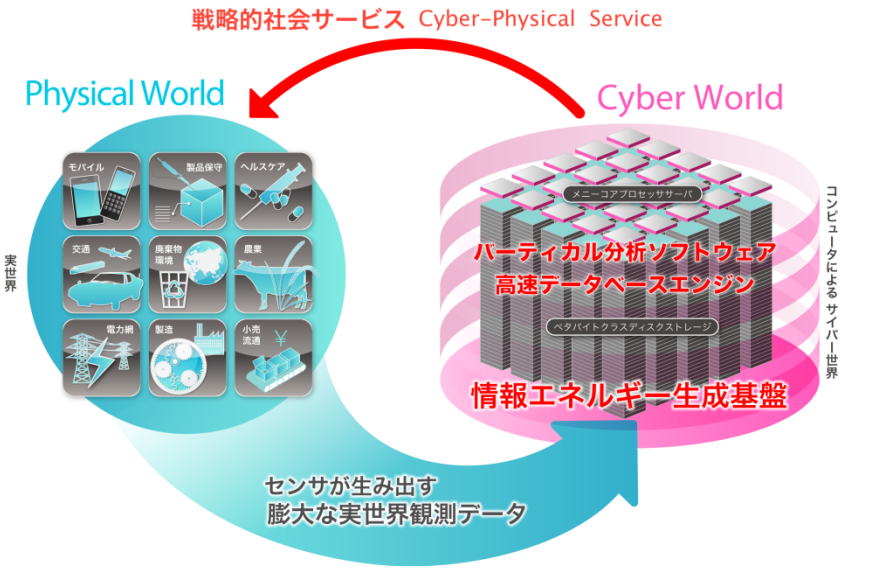 戦略的社会サービス Cyber-Physical Service
Physical World
Cyber World
実世界
モバイル
製品保守
ヘルスケア
交通
廃棄物
環境
農業
電力網
製造
小売
流通
¥
メニーコアプロセッササーバ
バーティカル分析ソフトウェア
高速データベースエンジン
ペタバイトクラスディスクストレージ
情報エネルギー生成基盤
コンピュータによる サイバー世界
センサが生み出す
膨大な実世界観測データ